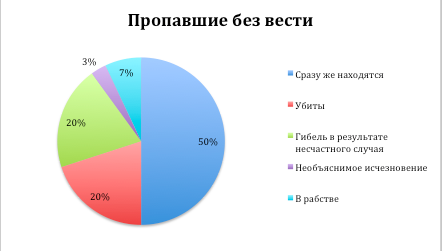 Пропавшие без вести
3%
7%
50%
20%
20%
Сразу же находятся
Убиты
Гибель в результате
несчастного случая
Необъяснимое исчезновение
В рабстве